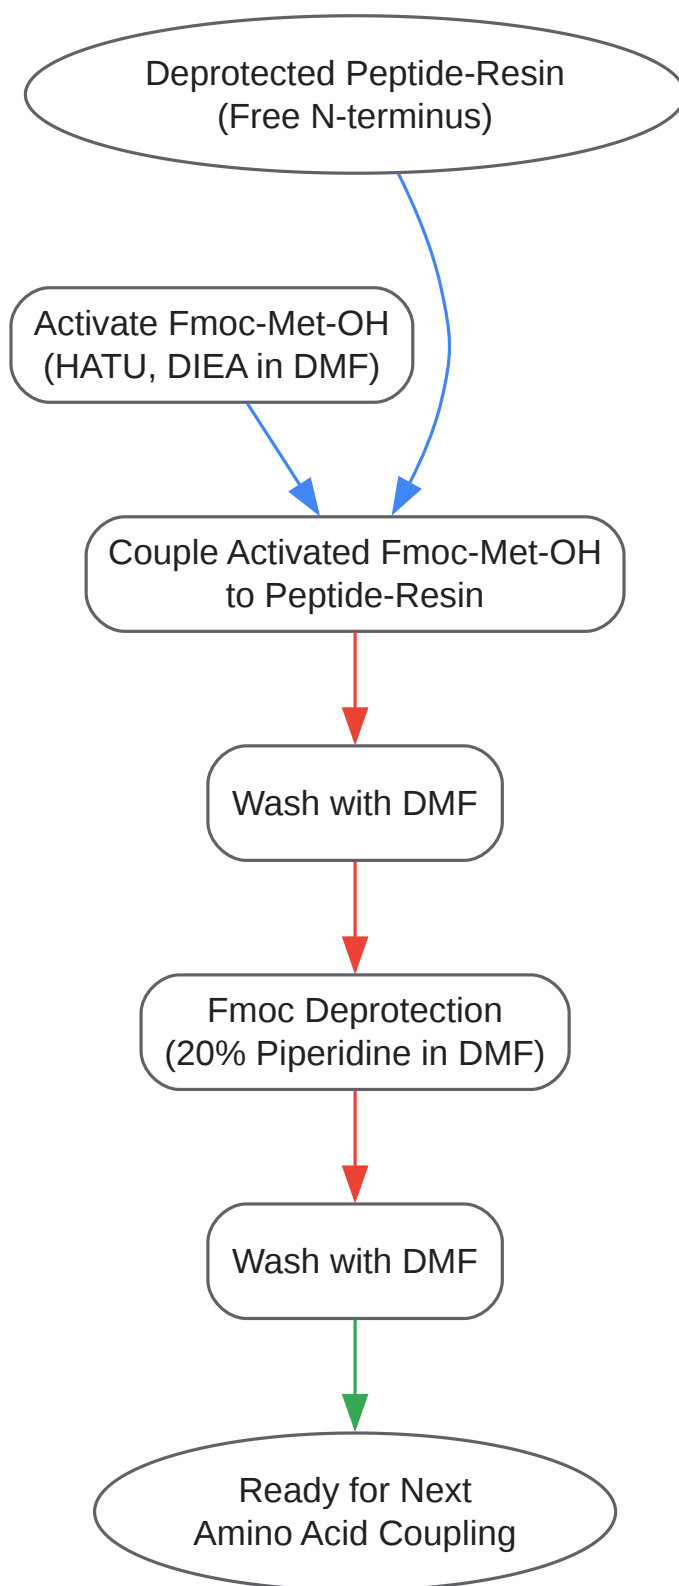 Deprotected Peptide-Resin
(Free N-terminus)
Activate Fmoc-Met-OH
(HATU, DIEA in DMF)
Couple Activated Fmoc-Met-OH
to Peptide-Resin
Wash with DMF
Fmoc Deprotection
(20% Piperidine in DMF)
Wash with DMF
Ready for Next
Amino Acid Coupling